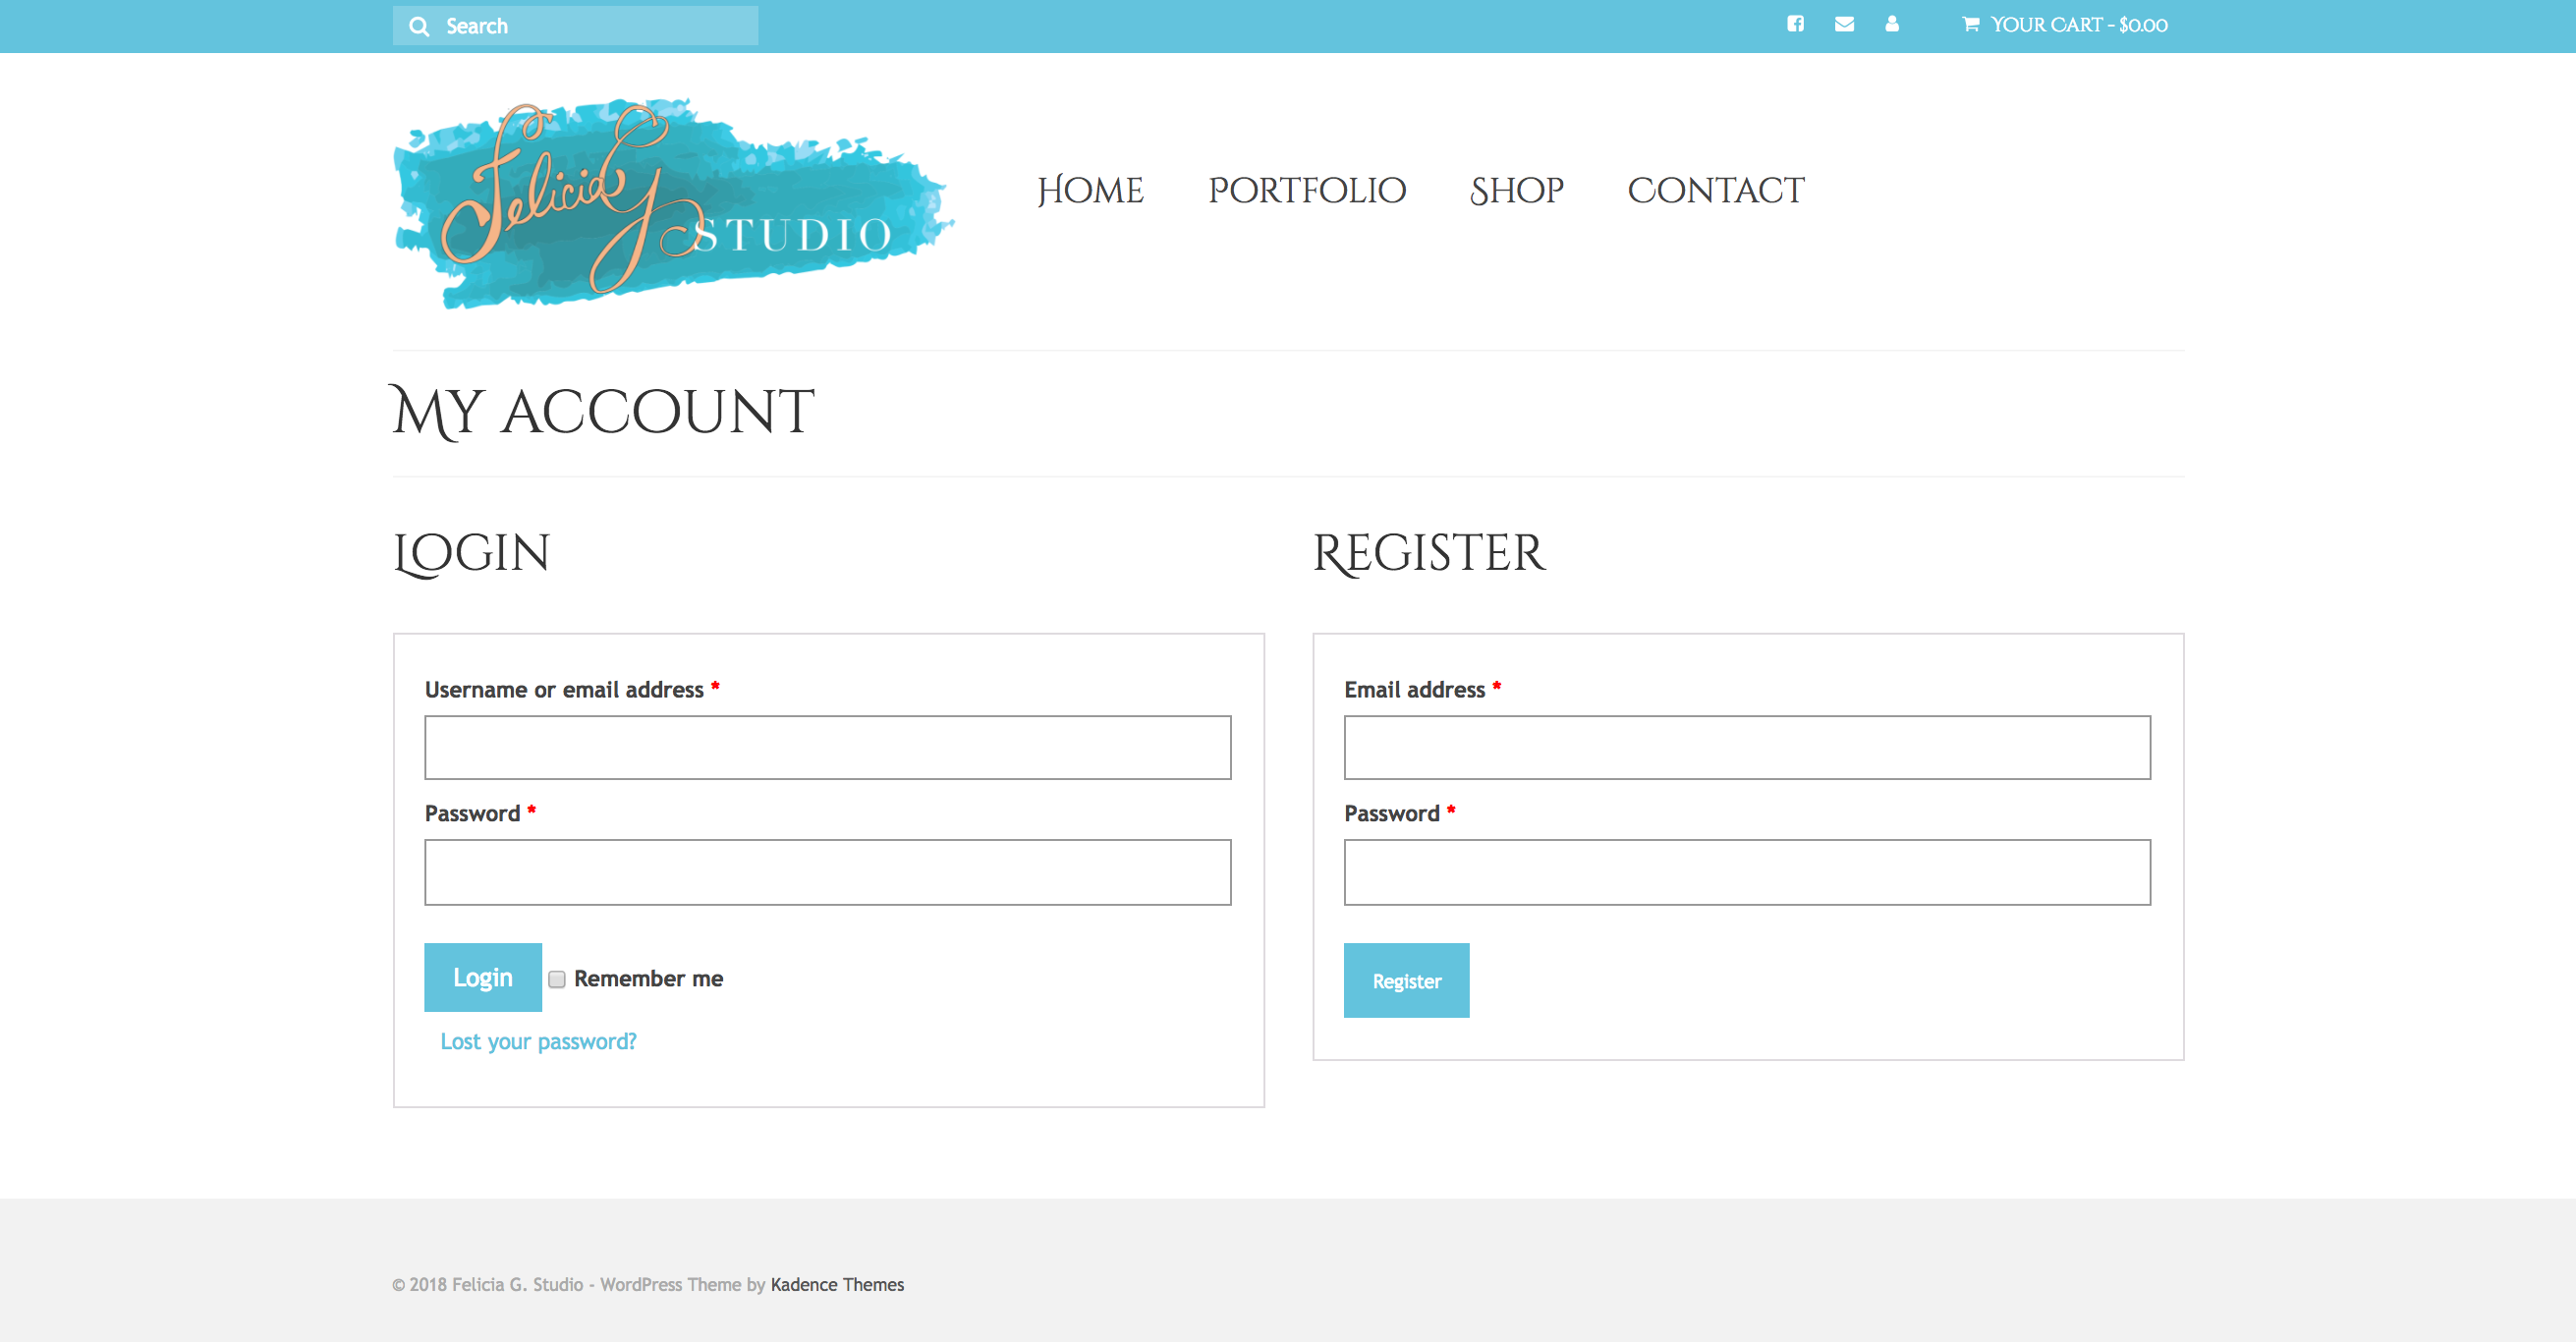 Search
YOUR CART - $0.00
Felicia G
STUDIO
HOME PORTFOLIO SHOP CONTACT
MY ACCOUNT
LOGIN
Username or email address *
Password *
Login Remember me
Lost your password?
REGISTER
Email address *
Password *
Register
© 2018 Felicia G. Studio - WordPress Theme by Kadence Themes